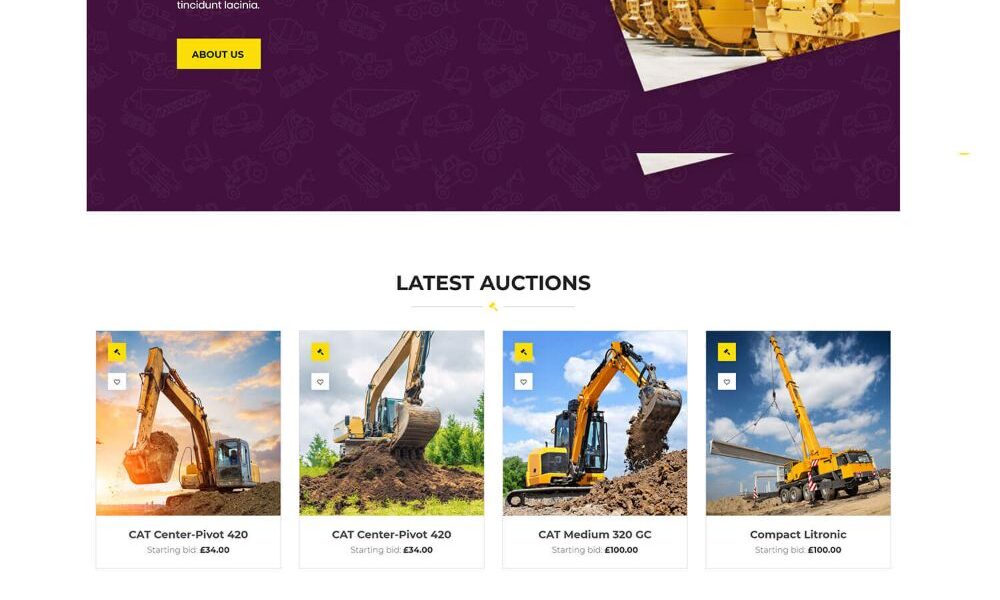 tincidunt lacinia.
ABOUT US
LATEST AUCTIONS
CAT Center-Pivot 420
Starting bid: £34.00
CAT Center-Pivot 420
Starting bid: £34.00
CAT Medium 320 GC
Starting bid: £100.00
Compact Litronic
Starting bid: £100.00